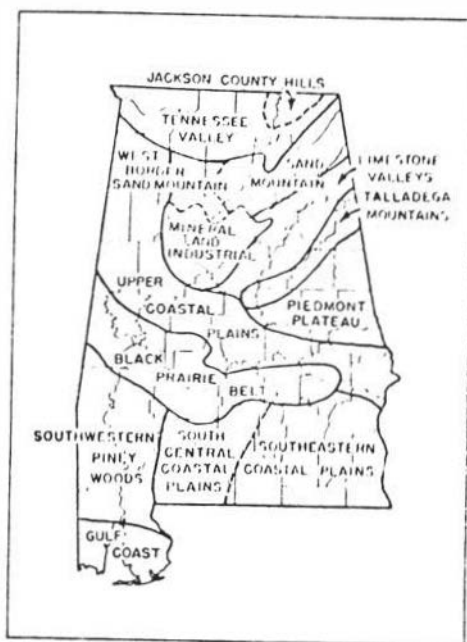 JACKSON COUNTY HILLS
TENNESSEE
VALLEY
WEST
BORDER
SAND MOUNTAIN
SAND
MOUNTAIN
LIMESTONE
VALLEYS
TALLADEGA
MOUNTAINS
MINERAL
LAND
INDUSTRIAL
UPPER
COASTAL
PLAINS
PIEDMONT
PLATEAU
BLACK
PRAIRIE
BELT
SOUTHWESTERN
PINEY
WOODS
SOUTH
CENTRAL
COASTAL
PLAINS
SOUTHEASTERN
COASTAL PLAINS
GULF
COAST